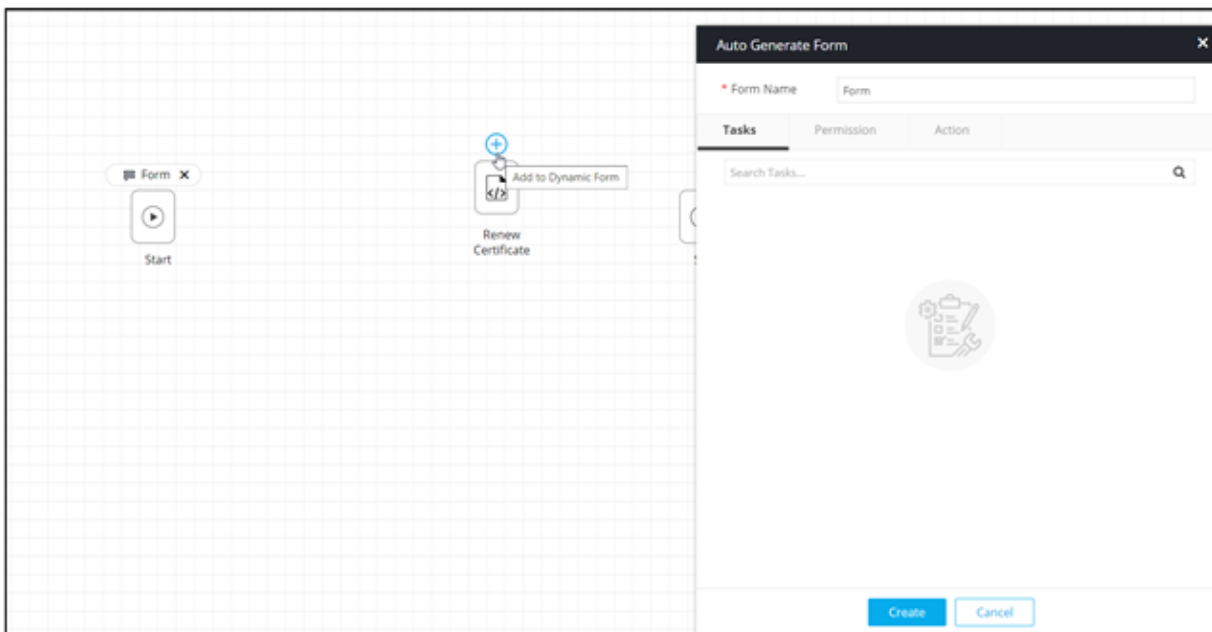 Auto Generate Form
* Form Name
Form
Tasks
Permission
Action
Search Tasks...
Form
Add to Dynamic Form
</>
Start
Renew
Certificate
Create
Cancel